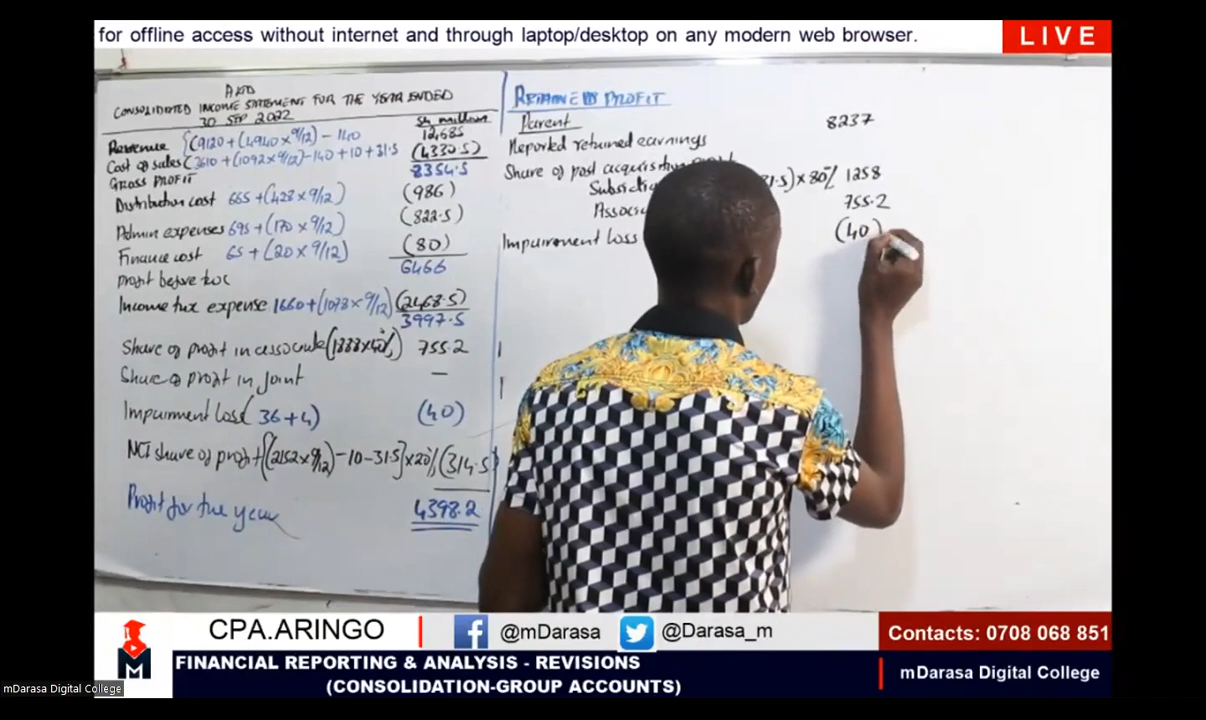 for offline access without internet and through laptop/desktop on any modern web browser.
LIVE
CONSOLIDATED INCOME STATEMENT FOR THE YEAR ENDED
30 SEP 2022
Sh million
Revenue {(9120+(4940×9/12)-140 12,685
Cost of sales (3610+(1092×9/12)-140+10+31.5 (4330.5)
GROSS PROFIT 8354.5
Distribution cost 665+(428×9/12) (986)
Admin expenses 695+(170×9/12) (822.5)
Finance cost 65+(20×9/12) (80)
Profit before tax 6466
Income tax expense 1660+(1078×9/12) (2468.5)
3997.5
Share of profit in associate (1888×40%) 755.2
Share of profit in joint —
Impairment loss (36+4) (40)
NCI share of profit [(2152×9/12)-10-31.5]×20% (314.5)
Profit for the year 4398.2
PROFIT
Parent
Reported retained earnings 8237
Share of post acquisition
31.5)×80% 1258
755.2
Impairment loss (40)
CPA.ARINGO
@mDarasa
@Darasa_m
Contacts: 0708 068 851
M
FINANCIAL REPORTING & ANALYSIS - REVISIONS
(CONSOLIDATION-GROUP ACCOUNTS)
mDarasa Digital College
mDarasa Digital College